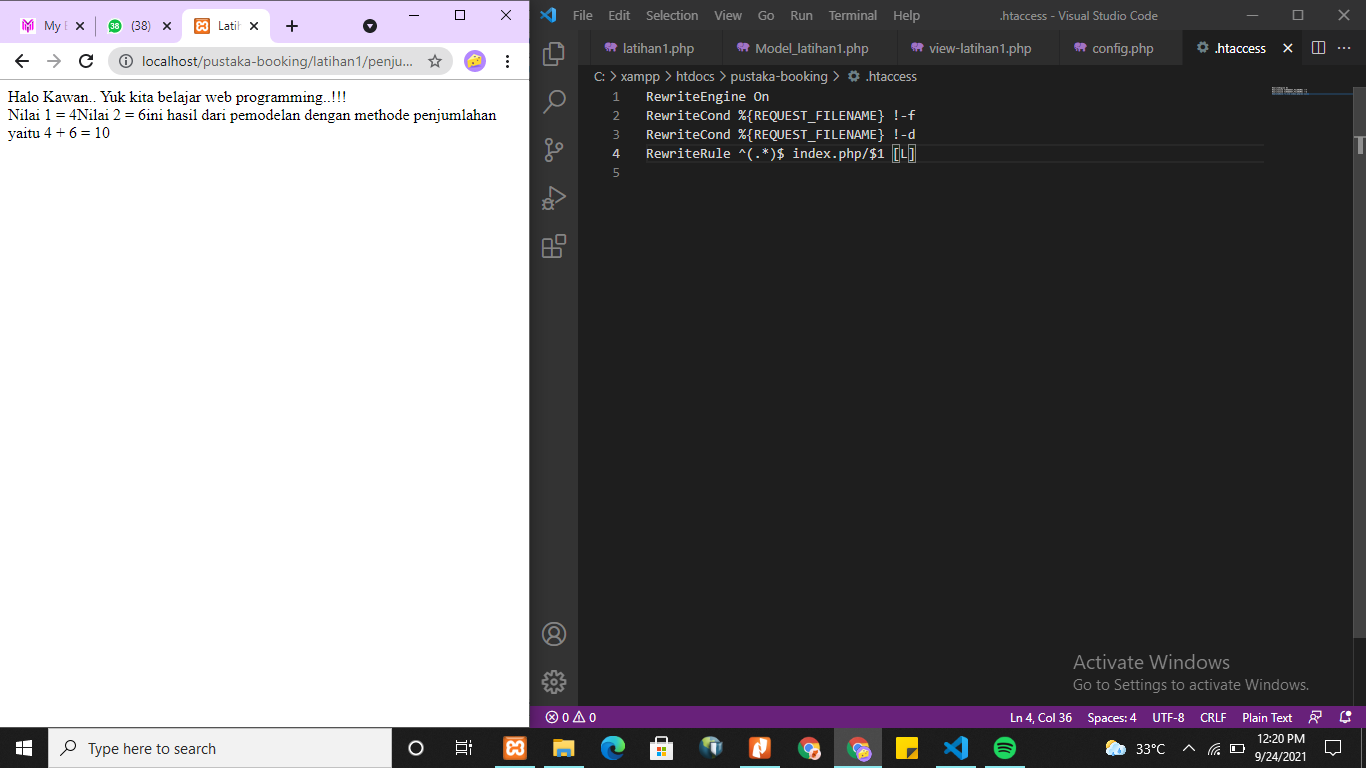 My E
(38)
Latih
localhost/pustaka-booking/latihan1/penju...
Halo Kawan.. Yuk kita belajar web programming..!!!
Nilai 1 = 4Nilai 2 = 6ini hasil dari pemodelan dengan methode penjumlahan
yaitu 4 + 6 = 10
File Edit Selection View Go Run Terminal Help .htaccess - Visual Studio Code
latihan1.php Model_latihan1.php view-latihan1.php config.php .htaccess
C: > xampp > htdocs > pustaka-booking > .htaccess
1 RewriteEngine On
2 RewriteCond %{REQUEST_FILENAME} !-f
3 RewriteCond %{REQUEST_FILENAME} !-d
4 RewriteRule ^(.*)$ index.php/$1 [L]
5
Activate Windows
Go to Settings to activate Windows.
0 0 Ln 4, Col 36 Spaces: 4 UTF-8 CRLF Plain Text
Type here to search
33°C
12:20 PM
9/24/2021